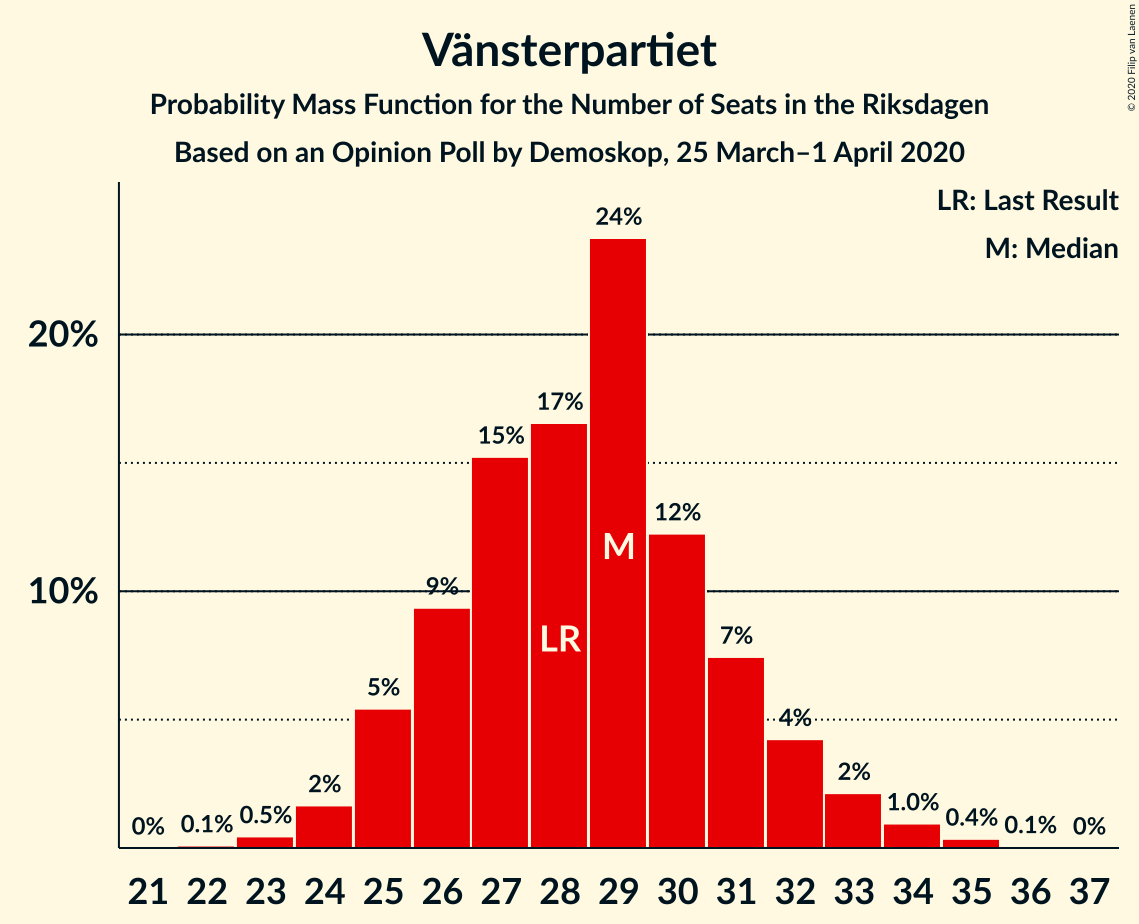 Vänsterpartiet
Probability Mass Function for the Number of Seats in the Riksdagen
Based on an Opinion Poll by Demoskop, 25 March–1 April 2020
© 2020 Filip van Laenen
LR: Last Result
M: Median
20%
10%
0%
0.1%
0.5%
2%
5%
9%
15%
17%
24%
12%
7%
4%
2%
1.0%
0.4%
0.1%
0%
M
LR
21 22 23 24 25 26 27 28 29 30 31 32 33 34 35 36 37